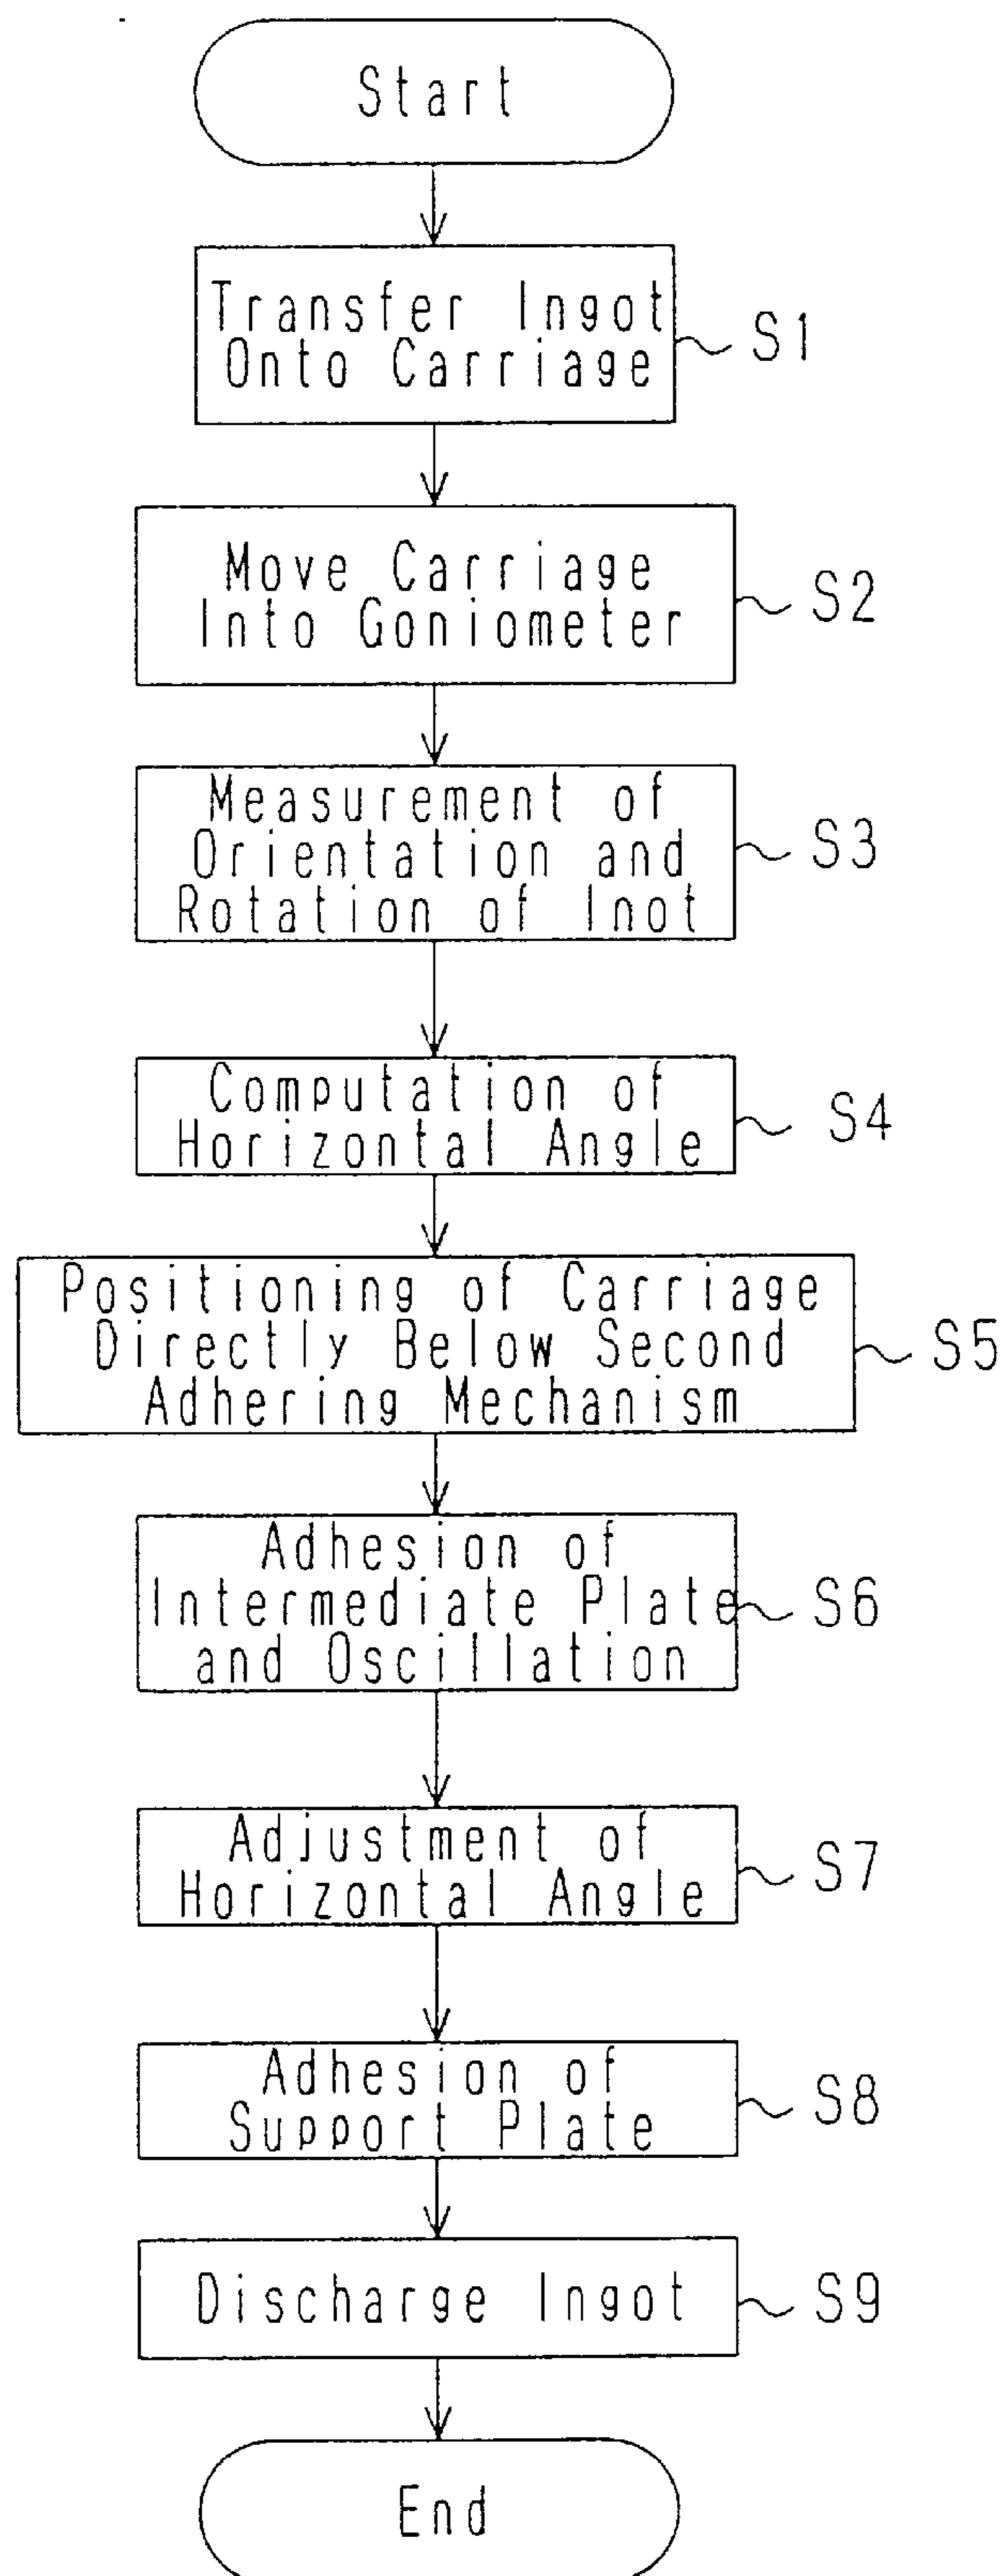 Start
Transfer Ingot
Onto Carriage
S1
Move Carriage
Into Goniometer
S2
Measurement of
Orientation and
Rotation of Inot
S3
Computation of
Horizontal Angle
S4
Positioning of Carriage
Directly Below Second
Adhering Mechanism
S5
Adhesion of
Intermediate Plate
and Oscillation
S6
Adjustment of
Horizontal Angle
S7
Adhesion of
Support Plate
S8
Discharge Ingot
S9
End